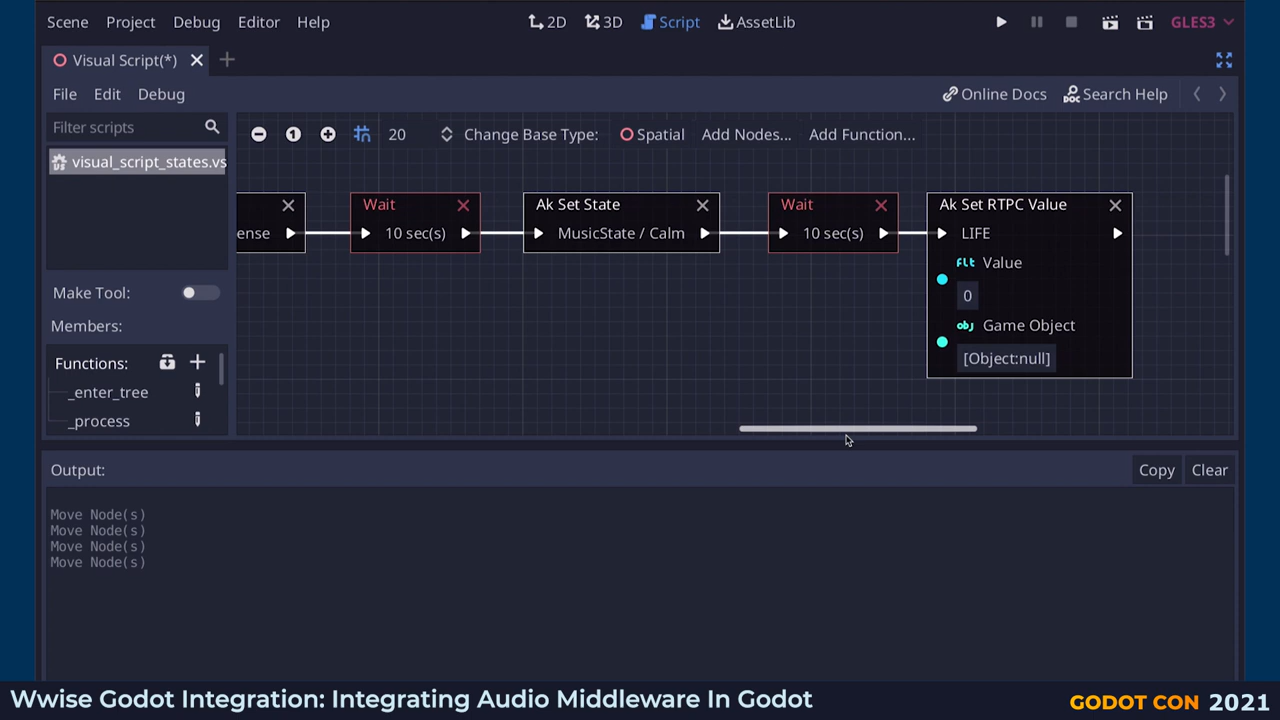 Scene Project Debug Editor Help 2D 3D Script AssetLib GLES3
Visual Script(*)
File Edit Debug Online Docs Search Help
Filter scripts 1 20 Change Base Type: Spatial Add Nodes... Add Function...
visual_script_states.vs
Wait Ak Set State Wait Ak Set RTPC Value
ense 10 sec(s) MusicState / Calm 10 sec(s) LIFE
flt Value
0
Make Tool:
obj Game Object
Members:
[Object:null]
Functions:
_enter_tree
_process
Output: Copy Clear
Move Node(s)
Move Node(s)
Move Node(s)
Move Node(s)
Wwise Godot Integration: Integrating Audio Middleware In Godot GODOT CON 2021